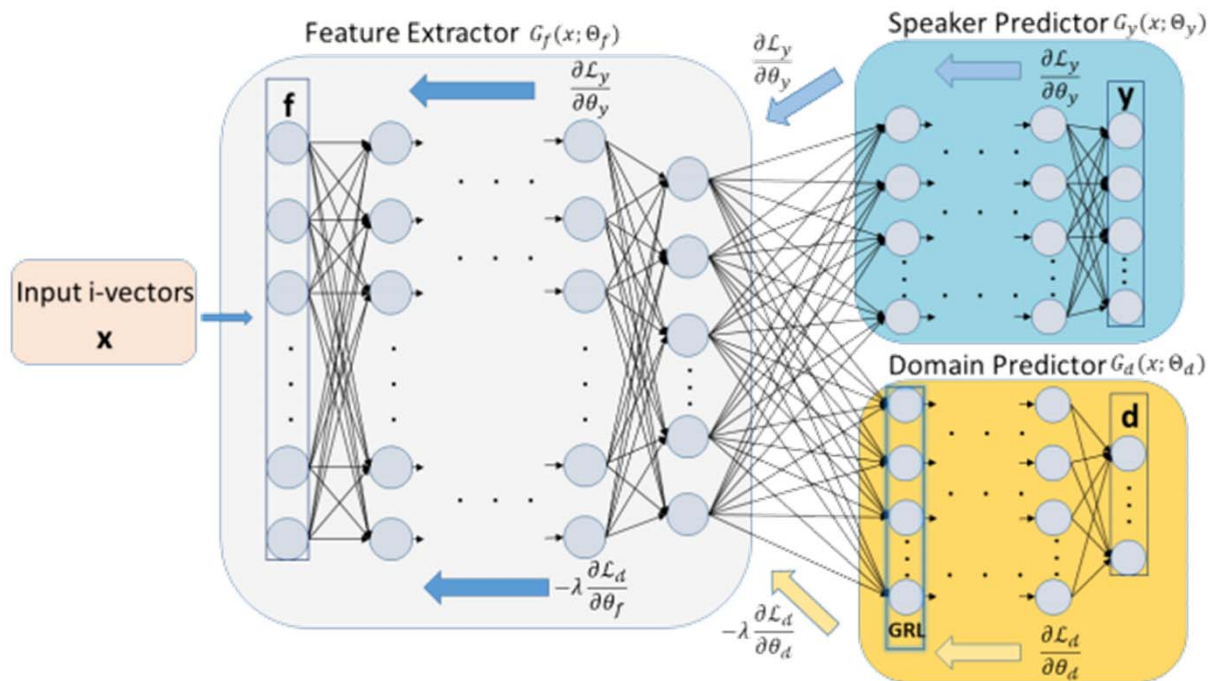 Feature Extractor G_f(x; Θ_f)
Speaker Predictor G_y(x; Θ_y)
∂ℒ_y/∂θ_y
∂ℒ_y/∂θ_y
∂ℒ_y/∂θ_y
f
y
Input i-vectors
x
Domain Predictor G_d(x; Θ_d)
d
−λ ∂ℒ_d/∂θ_f
−λ ∂ℒ_d/∂θ_d
GRL
∂ℒ_d/∂θ_d